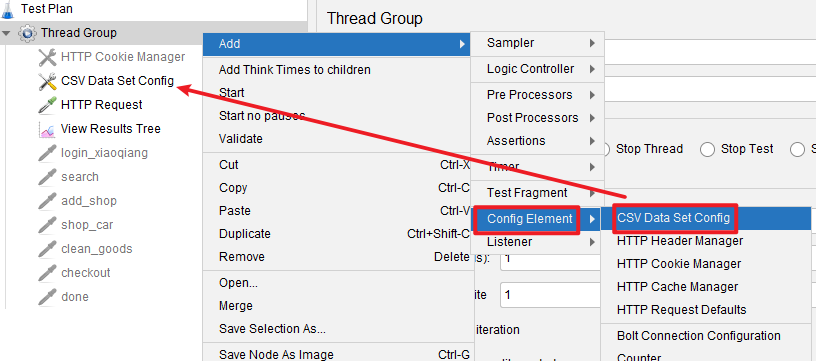 Test Plan
Thread Group
HTTP Cookie Manager
CSV Data Set Config
HTTP Request
View Results Tree
login_xiaoqiang
search
add_shop
shop_car
clean_goods
checkout
done
Add
Add Think Times to children
Start
Start no pauses
Validate
Cut Ctrl-X
Copy Ctrl-C
Paste Ctrl-V
Duplicate Ctrl+Shift-C
Remove Delete
Open...
Merge
Save Selection As...
Save Node As Image Ctrl-G
Thread Group
Sampler
Logic Controller
Pre Processors
Post Processors
Assertions
Timer
Test Fragment
Config Element
Listener
Stop Thread
Stop Test
S
CSV Data Set Config
HTTP Header Manager
HTTP Cookie Manager
HTTP Cache Manager
HTTP Request Defaults
Bolt Connection Configuration
Counter
s): 1
ite 1
iteration